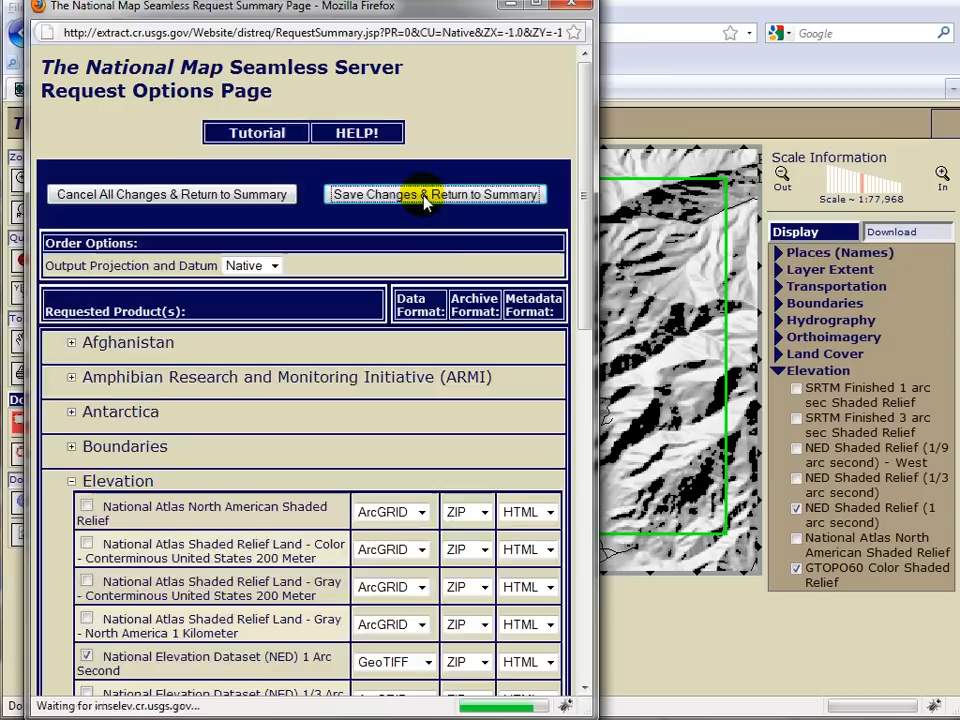 The National Map Seamless Request Summary Page - Mozilla Firefox
http://extract.cr.usgs.gov/Website/distreq/RequestSummary.jsp?PR=0&CU=Native&ZX=-1.0&ZY=-1
Google
The National Map Seamless Server
Request Options Page
Tutorial
HELP!
Cancel All Changes & Return to Summary
Save Changes & Return to Summary
Order Options:
Output Projection and Datum Native
Requested Product(s):
Data Format:
Archive Format:
Metadata Format:
Afghanistan
Amphibian Research and Monitoring Initiative (ARMI)
Antarctica
Boundaries
Elevation
National Atlas North American Shaded
Relief
ArcGRID ZIP HTML
National Atlas Shaded Relief Land - Color
- Conterminous United States 200 Meter
ArcGRID ZIP HTML
National Atlas Shaded Relief Land - Gray
- Conterminous United States 200 Meter
ArcGRID ZIP HTML
National Atlas Shaded Relief Land - Gray
- North America 1 Kilometer
ArcGRID ZIP HTML
National Elevation Dataset (NED) 1 Arc
Second
GeoTIFF ZIP HTML
National Elevation Dataset (NED) 1/3 Arc
Waiting for imselev.cr.usgs.gov...
Scale Information
Out
In
Scale ~ 1:77,968
Display
Download
Places (Names)
Layer Extent
Transportation
Boundaries
Hydrography
Orthoimagery
Land Cover
Elevation
SRTM Finished 1 arc
sec Shaded Relief
SRTM Finished 3 arc
sec Shaded Relief
NED Shaded Relief (1/9
arc second) - West
NED Shaded Relief (1/3
arc second)
NED Shaded Relief (1
arc second)
National Atlas North
American Shaded Relief
GTOPO60 Color Shaded
Relief